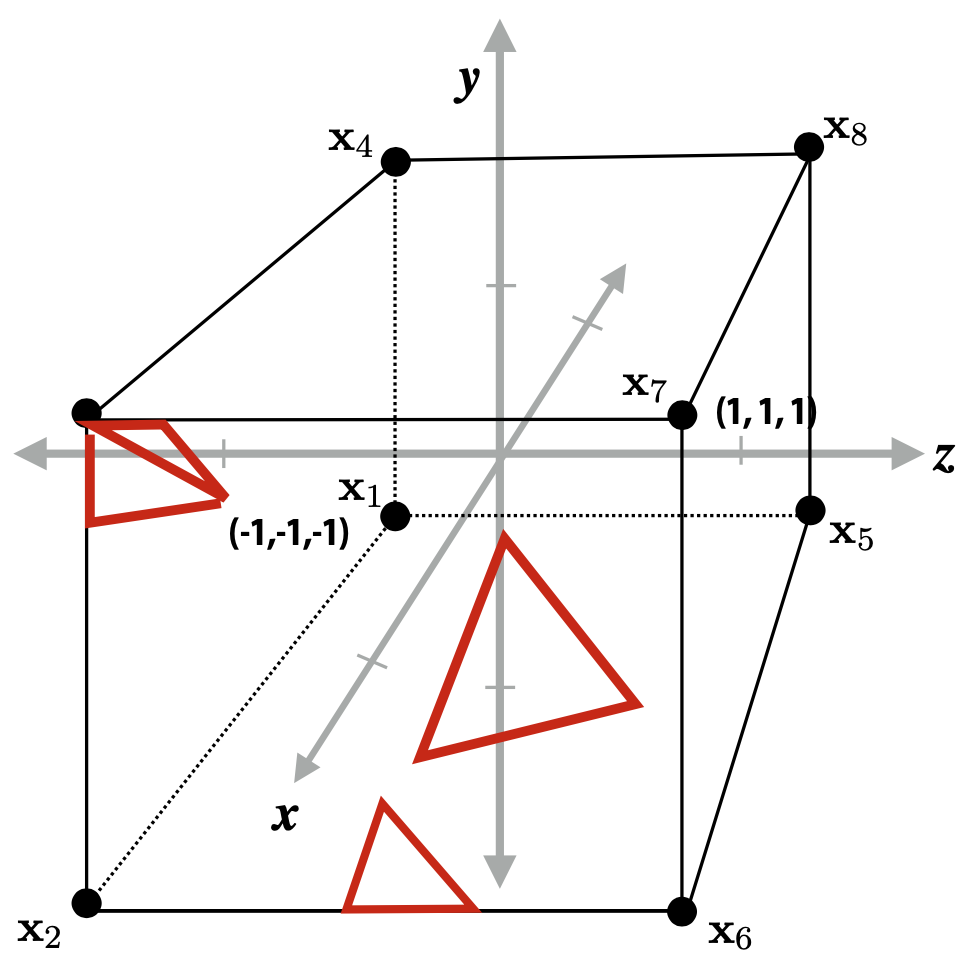 y
x₄
x₈
x₇
(1, 1, 1)
z
x₁
(-1,-1,-1)
x₅
x
x₂
x₆